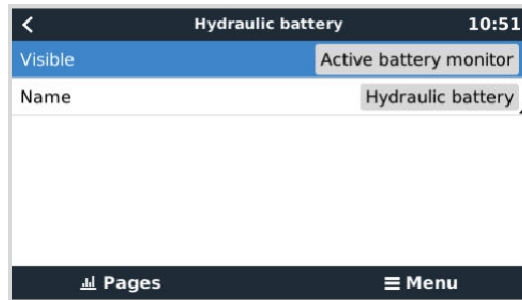 Hydraulic battery 10:51
Visible Active battery monitor
Name Hydraulic battery
Pages Menu